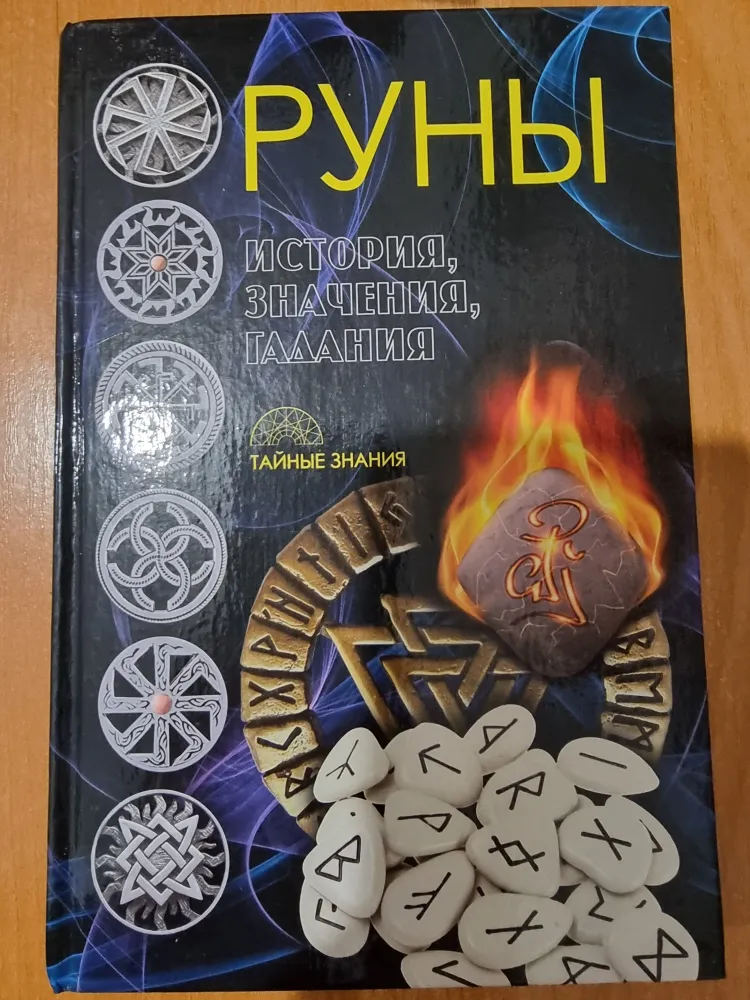 РУНЫ
ИСТОРИЯ,
ЗНАЧЕНИЯ,
ГАДАНИЯ
ТАЙНЫЕ ЗНАНИЯ